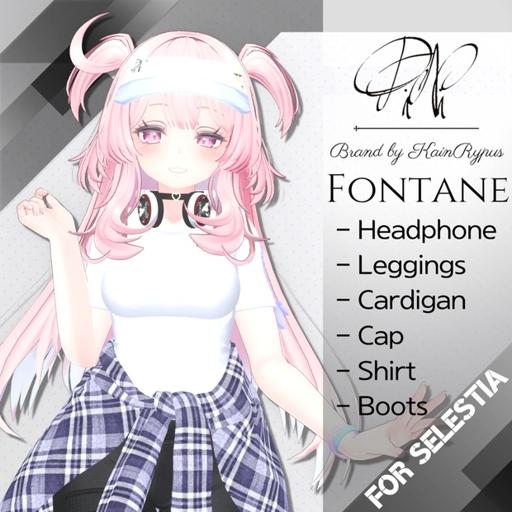 Brand by KainRypus
FONTANE
– Headphone
– Leggings
– Cardigan
– Cap
– Shirt
– Boots
FOR SELESTIA